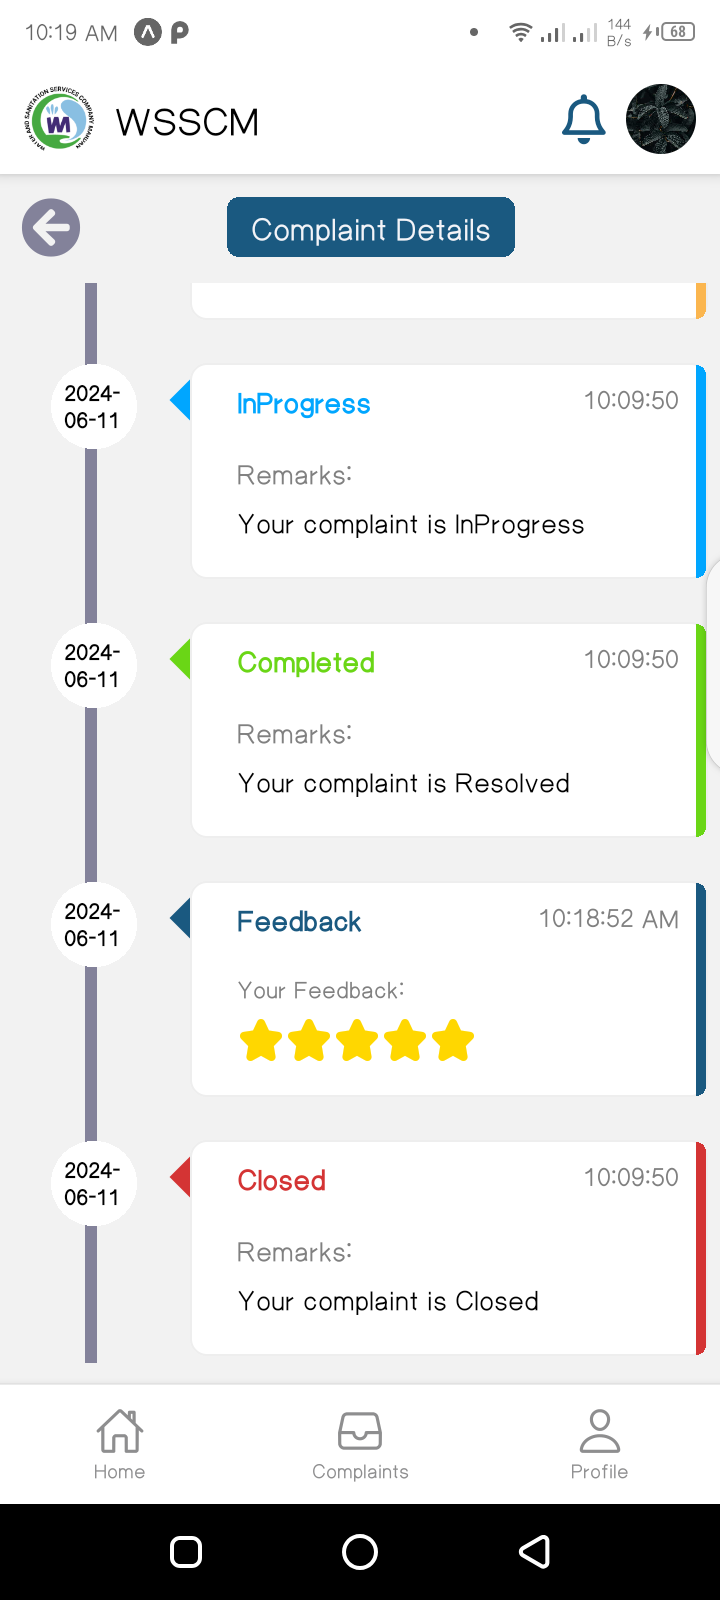 10:19 AM
144
B/s
68
WATER AND SANITATION SERVICES COMPANY MARDAN
WM
WSSCM
Complaint Details
2024-
06-11
InProgress
10:09:50
Remarks:
Your complaint is InProgress
2024-
06-11
Completed
10:09:50
Remarks:
Your complaint is Resolved
2024-
06-11
Feedback
10:18:52 AM
Your Feedback:
2024-
06-11
Closed
10:09:50
Remarks:
Your complaint is Closed
Home
Complaints
Profile